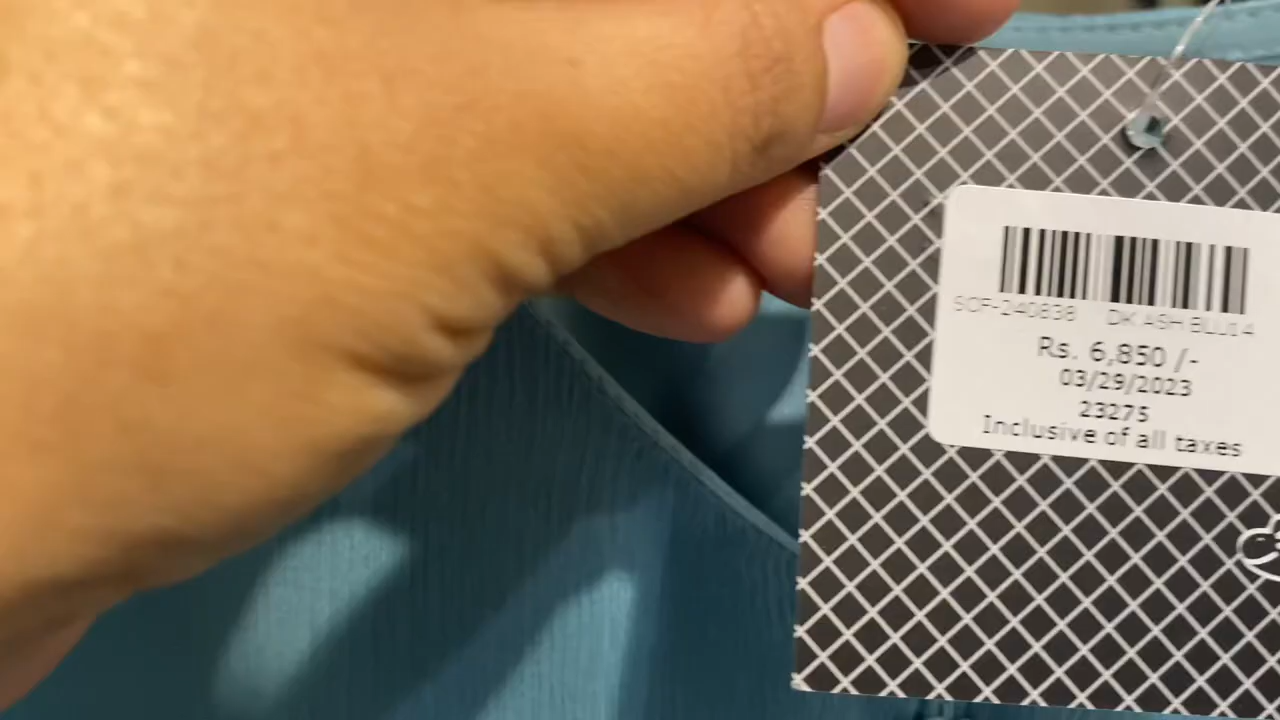 SCF-240838 DK ASH BLU14
Rs. 6,850 /-
03/29/2023
23275
Inclusive of all taxes